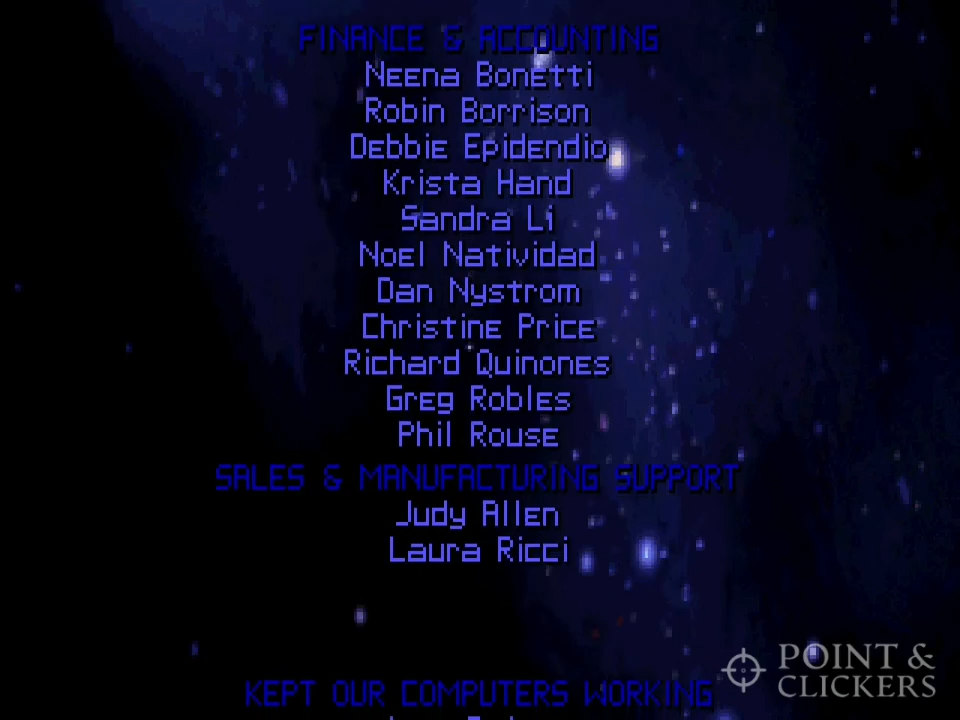 FINANCE & ACCOUNTING
Neena Bonetti
Robin Borrison
Debbie Epidendio
Krista Hand
Sandra Li
Noel Natividad
Dan Nystrom
Christine Price
Richard Quinones
Greg Robles
Phil Rouse
SALES & MANUFACTURING SUPPORT
Judy Allen
Laura Ricci
KEPT OUR COMPUTERS WORKING
POINT &
CLICKERS